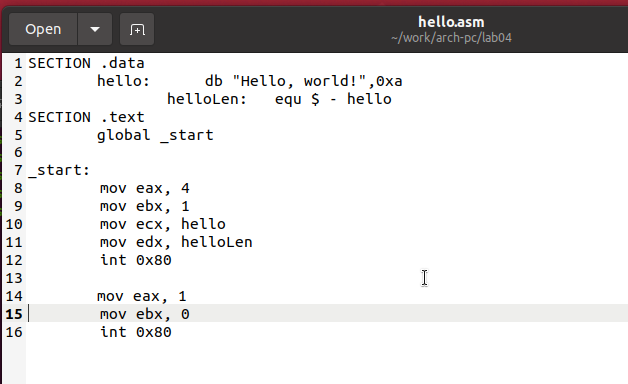 Open
hello.asm
~/work/arch-pc/lab04
1 SECTION .data
2         hello:      db "Hello, world!",0xa
3                 helloLen:   equ $ - hello
4 SECTION .text
5         global _start
6
7 _start:
8         mov eax, 4
9         mov ebx, 1
10         mov ecx, hello
11         mov edx, helloLen
12         int 0x80
13
14         mov eax, 1
15         mov ebx, 0
16         int 0x80